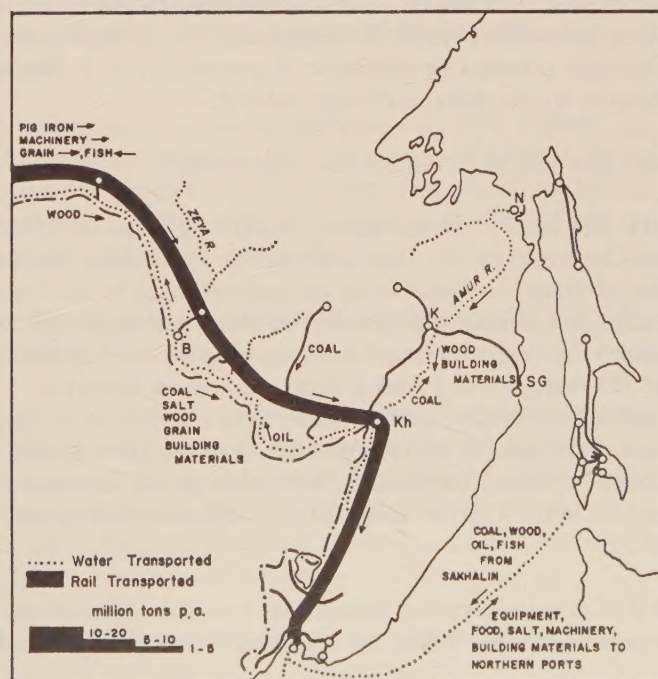 PIG IRON →
MACHINERY →
GRAIN →, FISH ←
WOOD →
ZEYA R.
N
AMUR R.
K
B
COAL
WOOD
BUILDING
MATERIALS
SG
COAL
COAL
SALT
WOOD
GRAIN
BUILDING
MATERIALS
OIL
Kh
COAL, WOOD,
OIL, FISH
FROM
SAKHALIN
Water Transported
Rail Transported
million tons p.a.
10-20
5-10
1-5
EQUIPMENT,
FOOD, SALT, MACHINERY,
BUILDING MATERIALS TO
NORTHERN PORTS